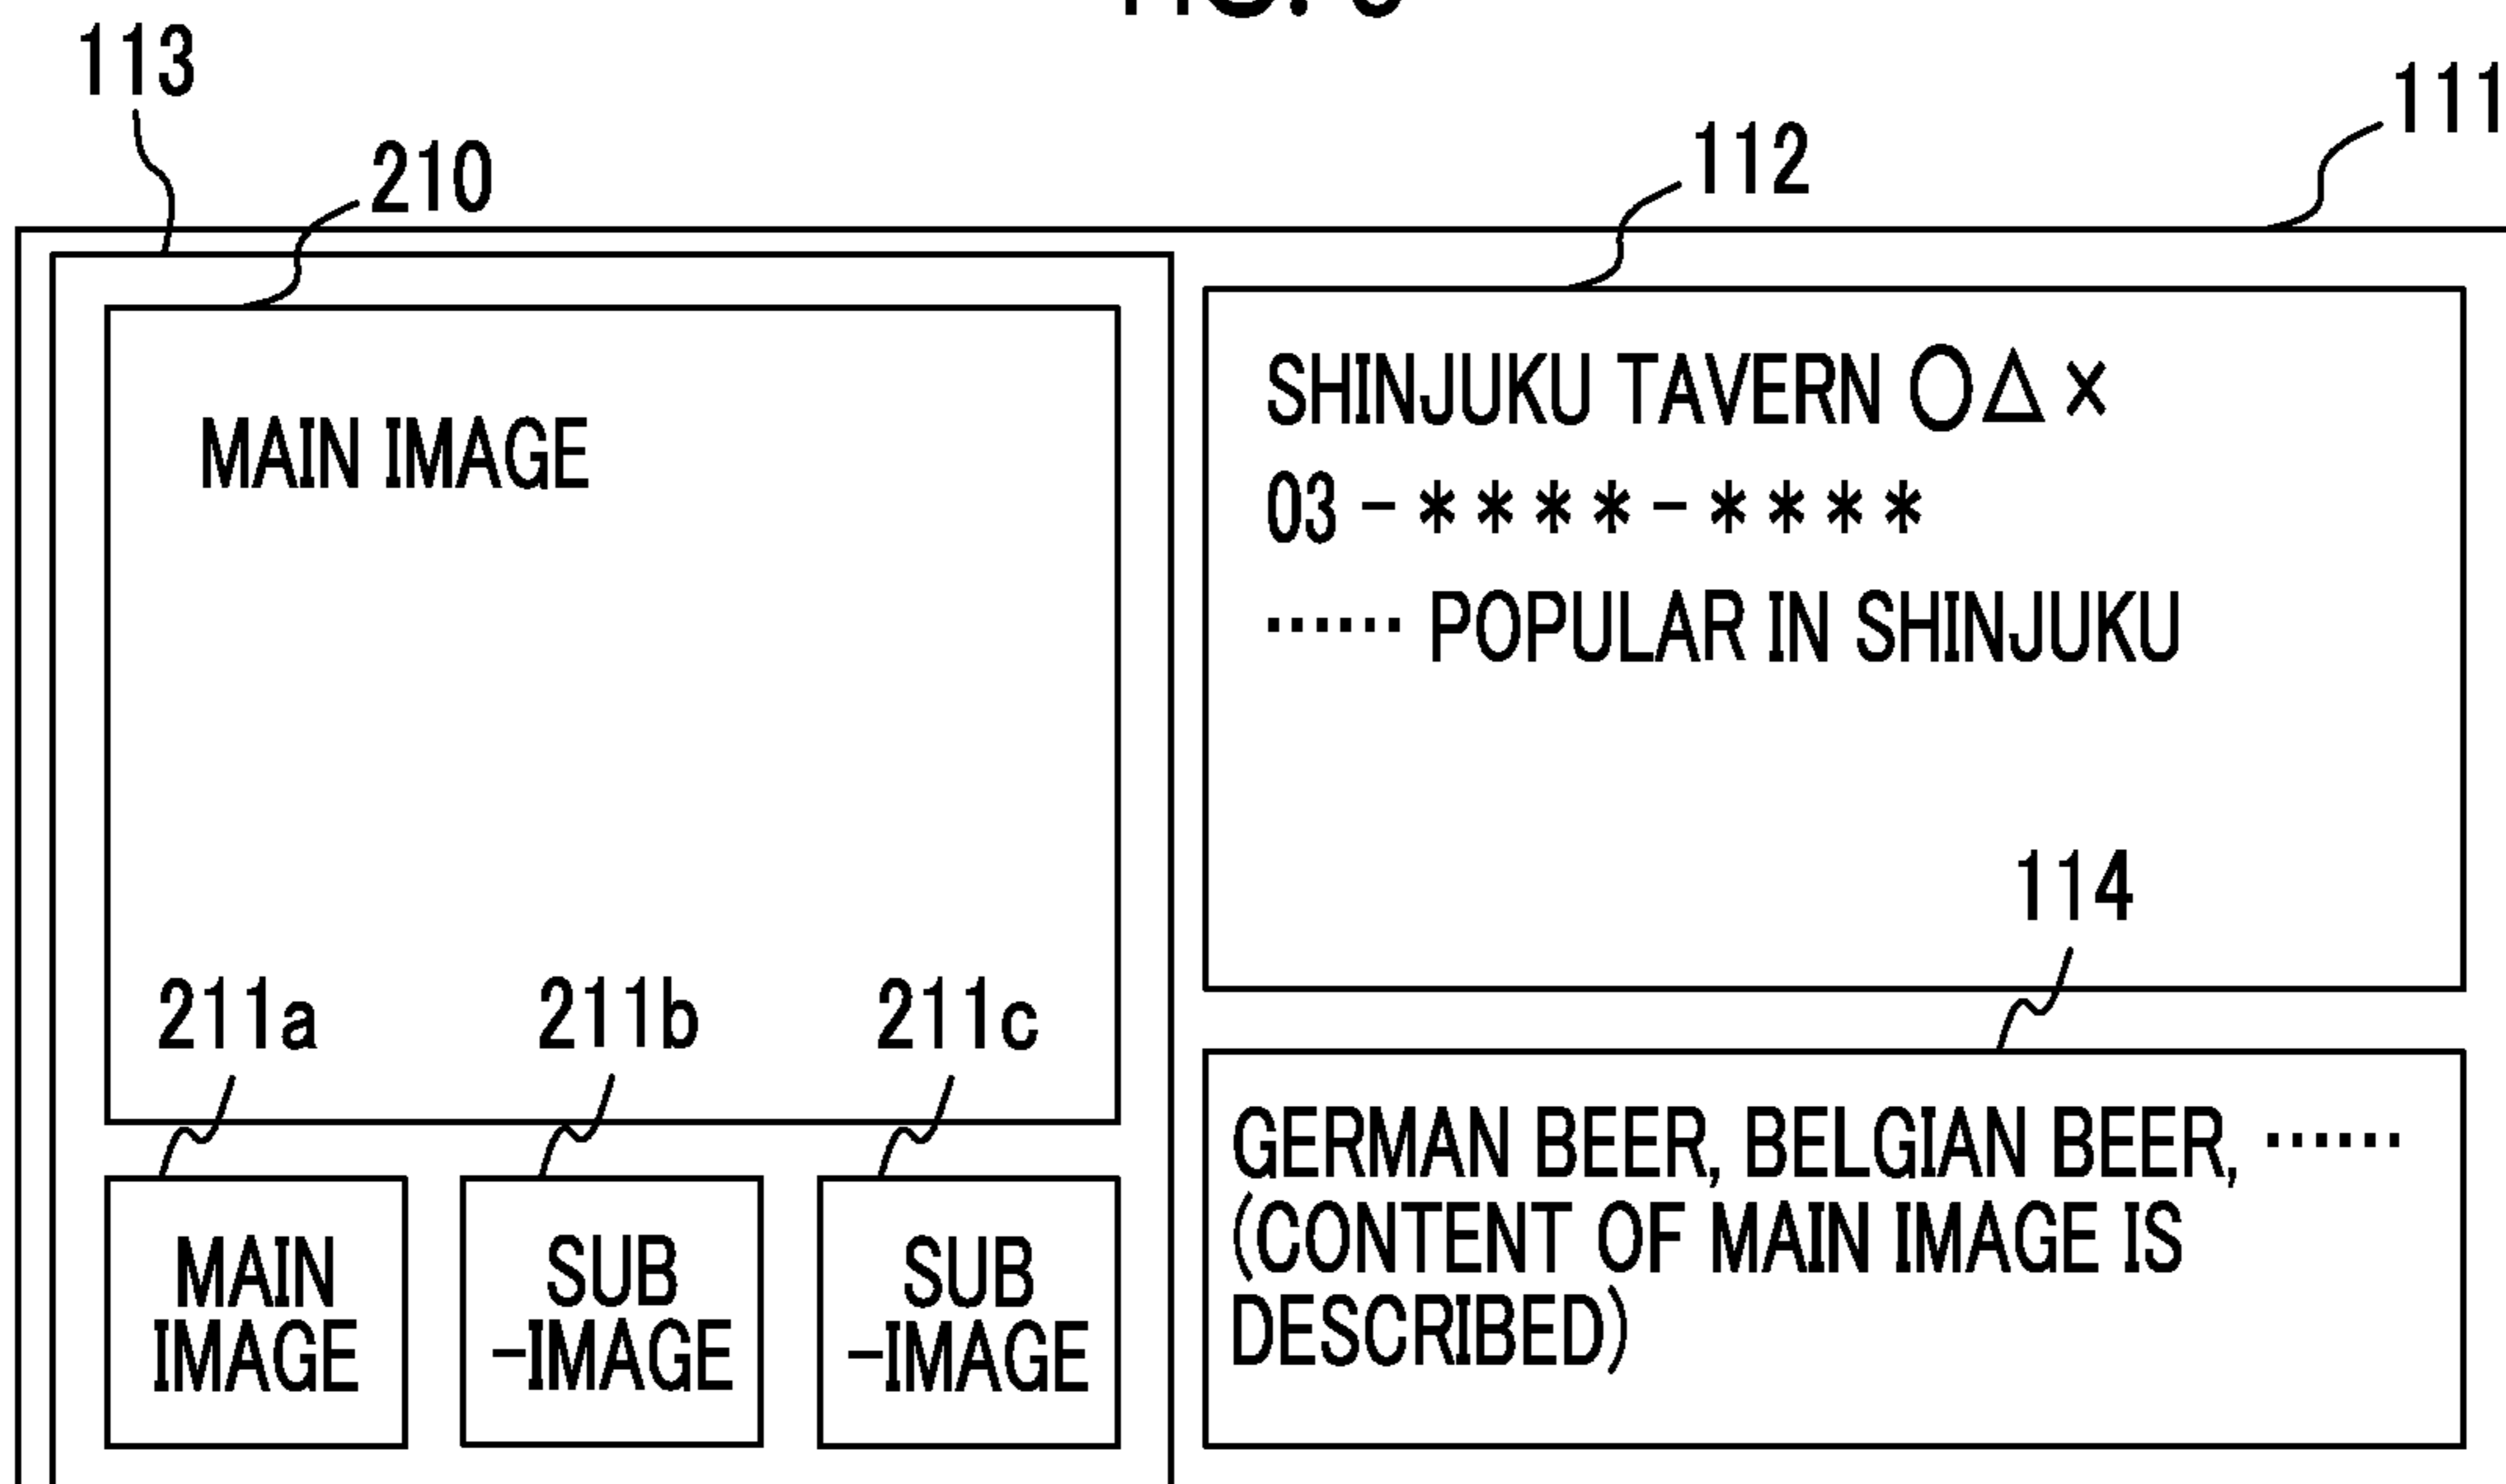 113
111
210
112
SHINJUKU TAVERN ○△×
MAIN IMAGE
03-****-****
…… POPULAR IN SHINJUKU
114
211a
211b
211c
GERMAN BEER, BELGIAN BEER, ……
(CONTENT OF MAIN IMAGE IS
DESCRIBED)
MAIN
IMAGE
SUB
-IMAGE
SUB
-IMAGE